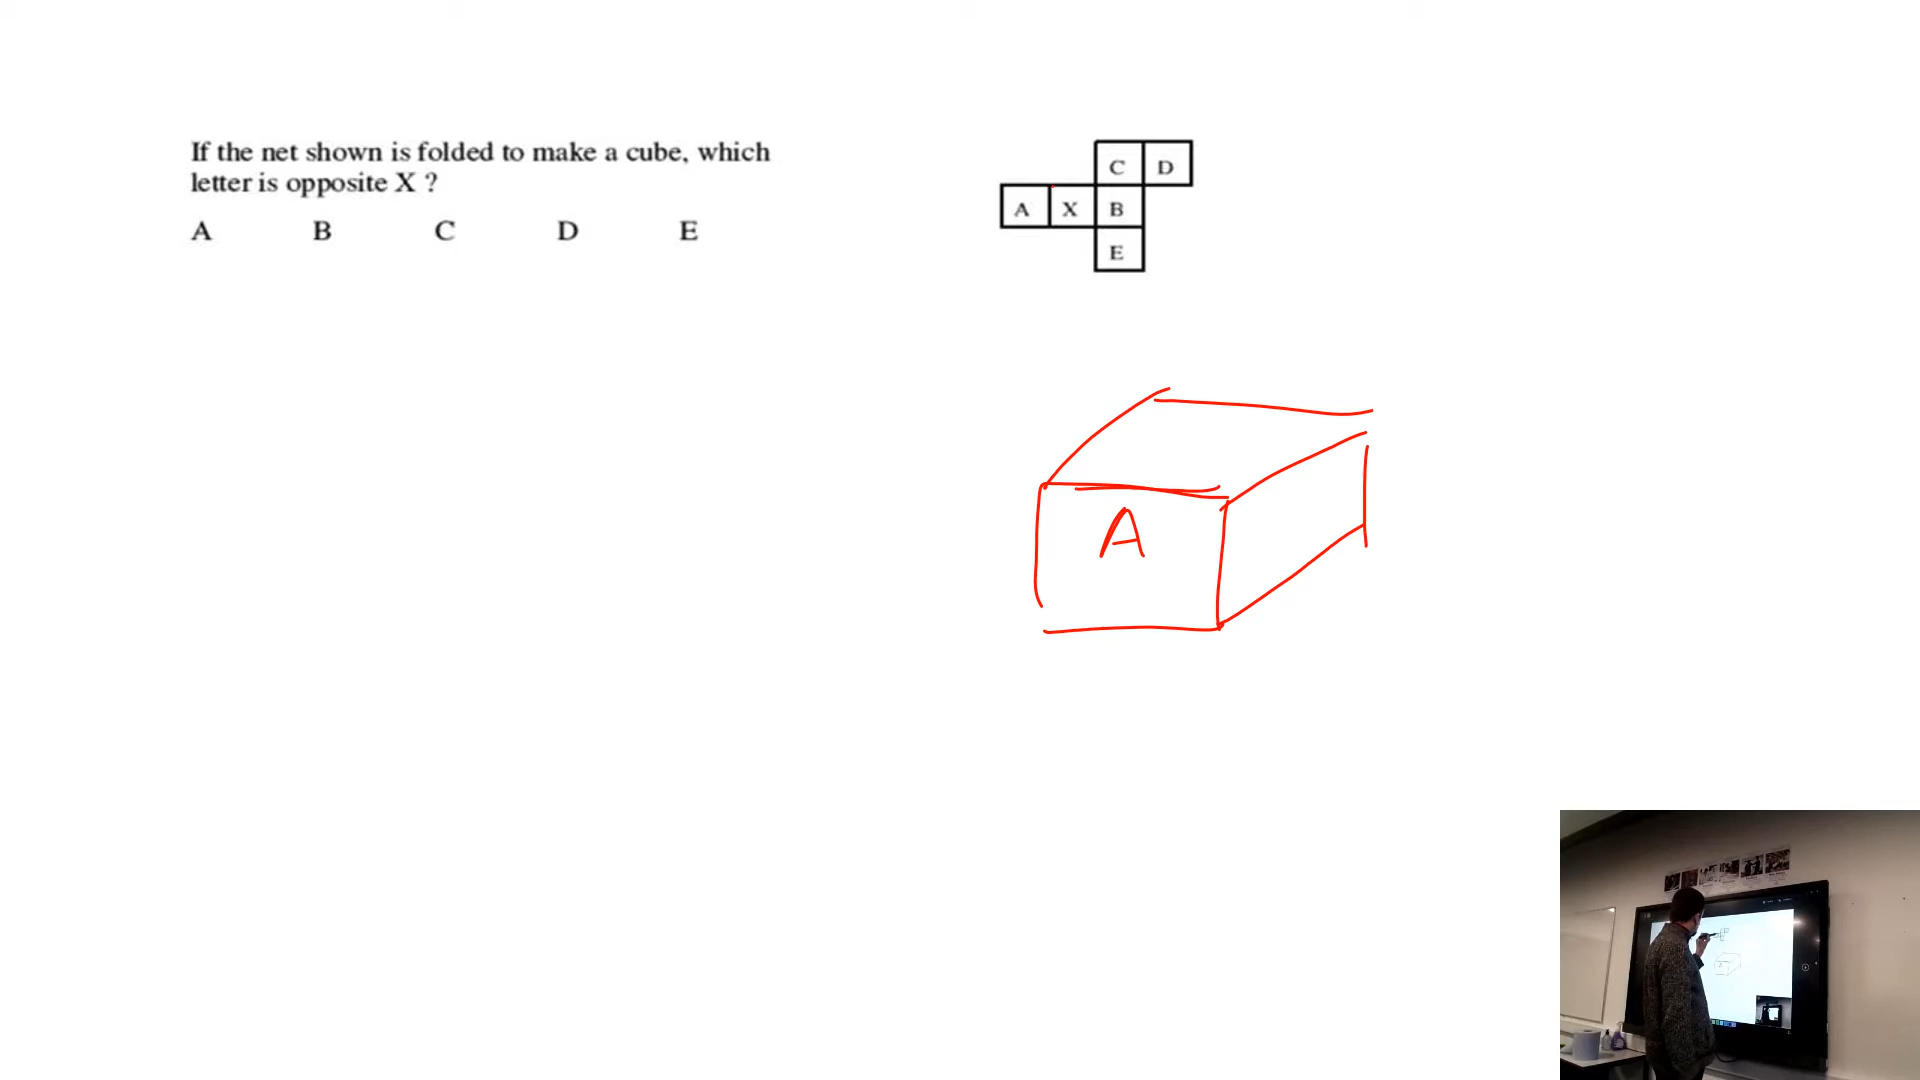 If the net shown is folded to make a cube, which
letter is opposite X ?
A B C D E
C D
A X B
E
A